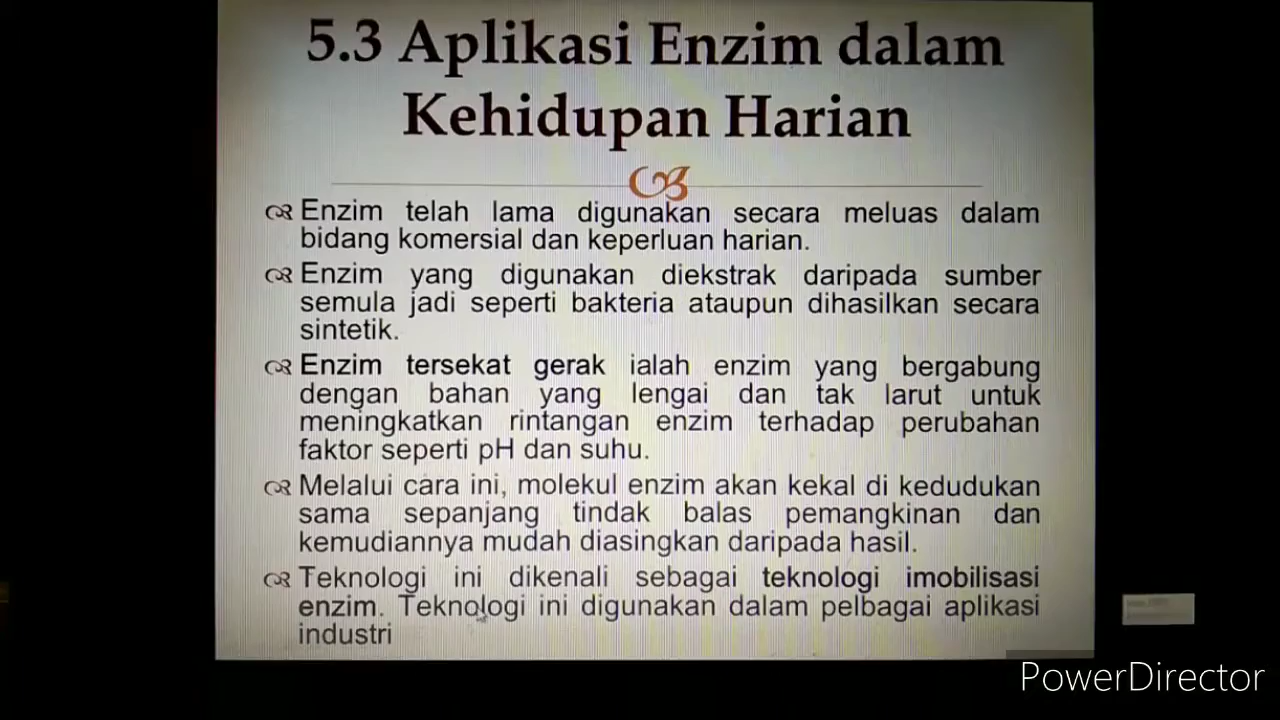 5.3 Aplikasi Enzim dalam
Kehidupan Harian
Enzim telah lama digunakan secara meluas dalam
bidang komersial dan keperluan harian.
Enzim yang digunakan diekstrak daripada sumber
semula jadi seperti bakteria ataupun dihasilkan secara
sintetik.
Enzim tersekat gerak ialah enzim yang bergabung
dengan bahan yang lengai dan tak larut untuk
meningkatkan rintangan enzim terhadap perubahan
faktor seperti pH dan suhu.
Melalui cara ini, molekul enzim akan kekal di kedudukan
sama sepanjang tindak balas pemangkinan dan
kemudiannya mudah diasingkan daripada hasil.
Teknologi ini dikenali sebagai teknologi imobilisasi
enzim. Teknologi ini digunakan dalam pelbagai aplikasi
industri
PowerDirector